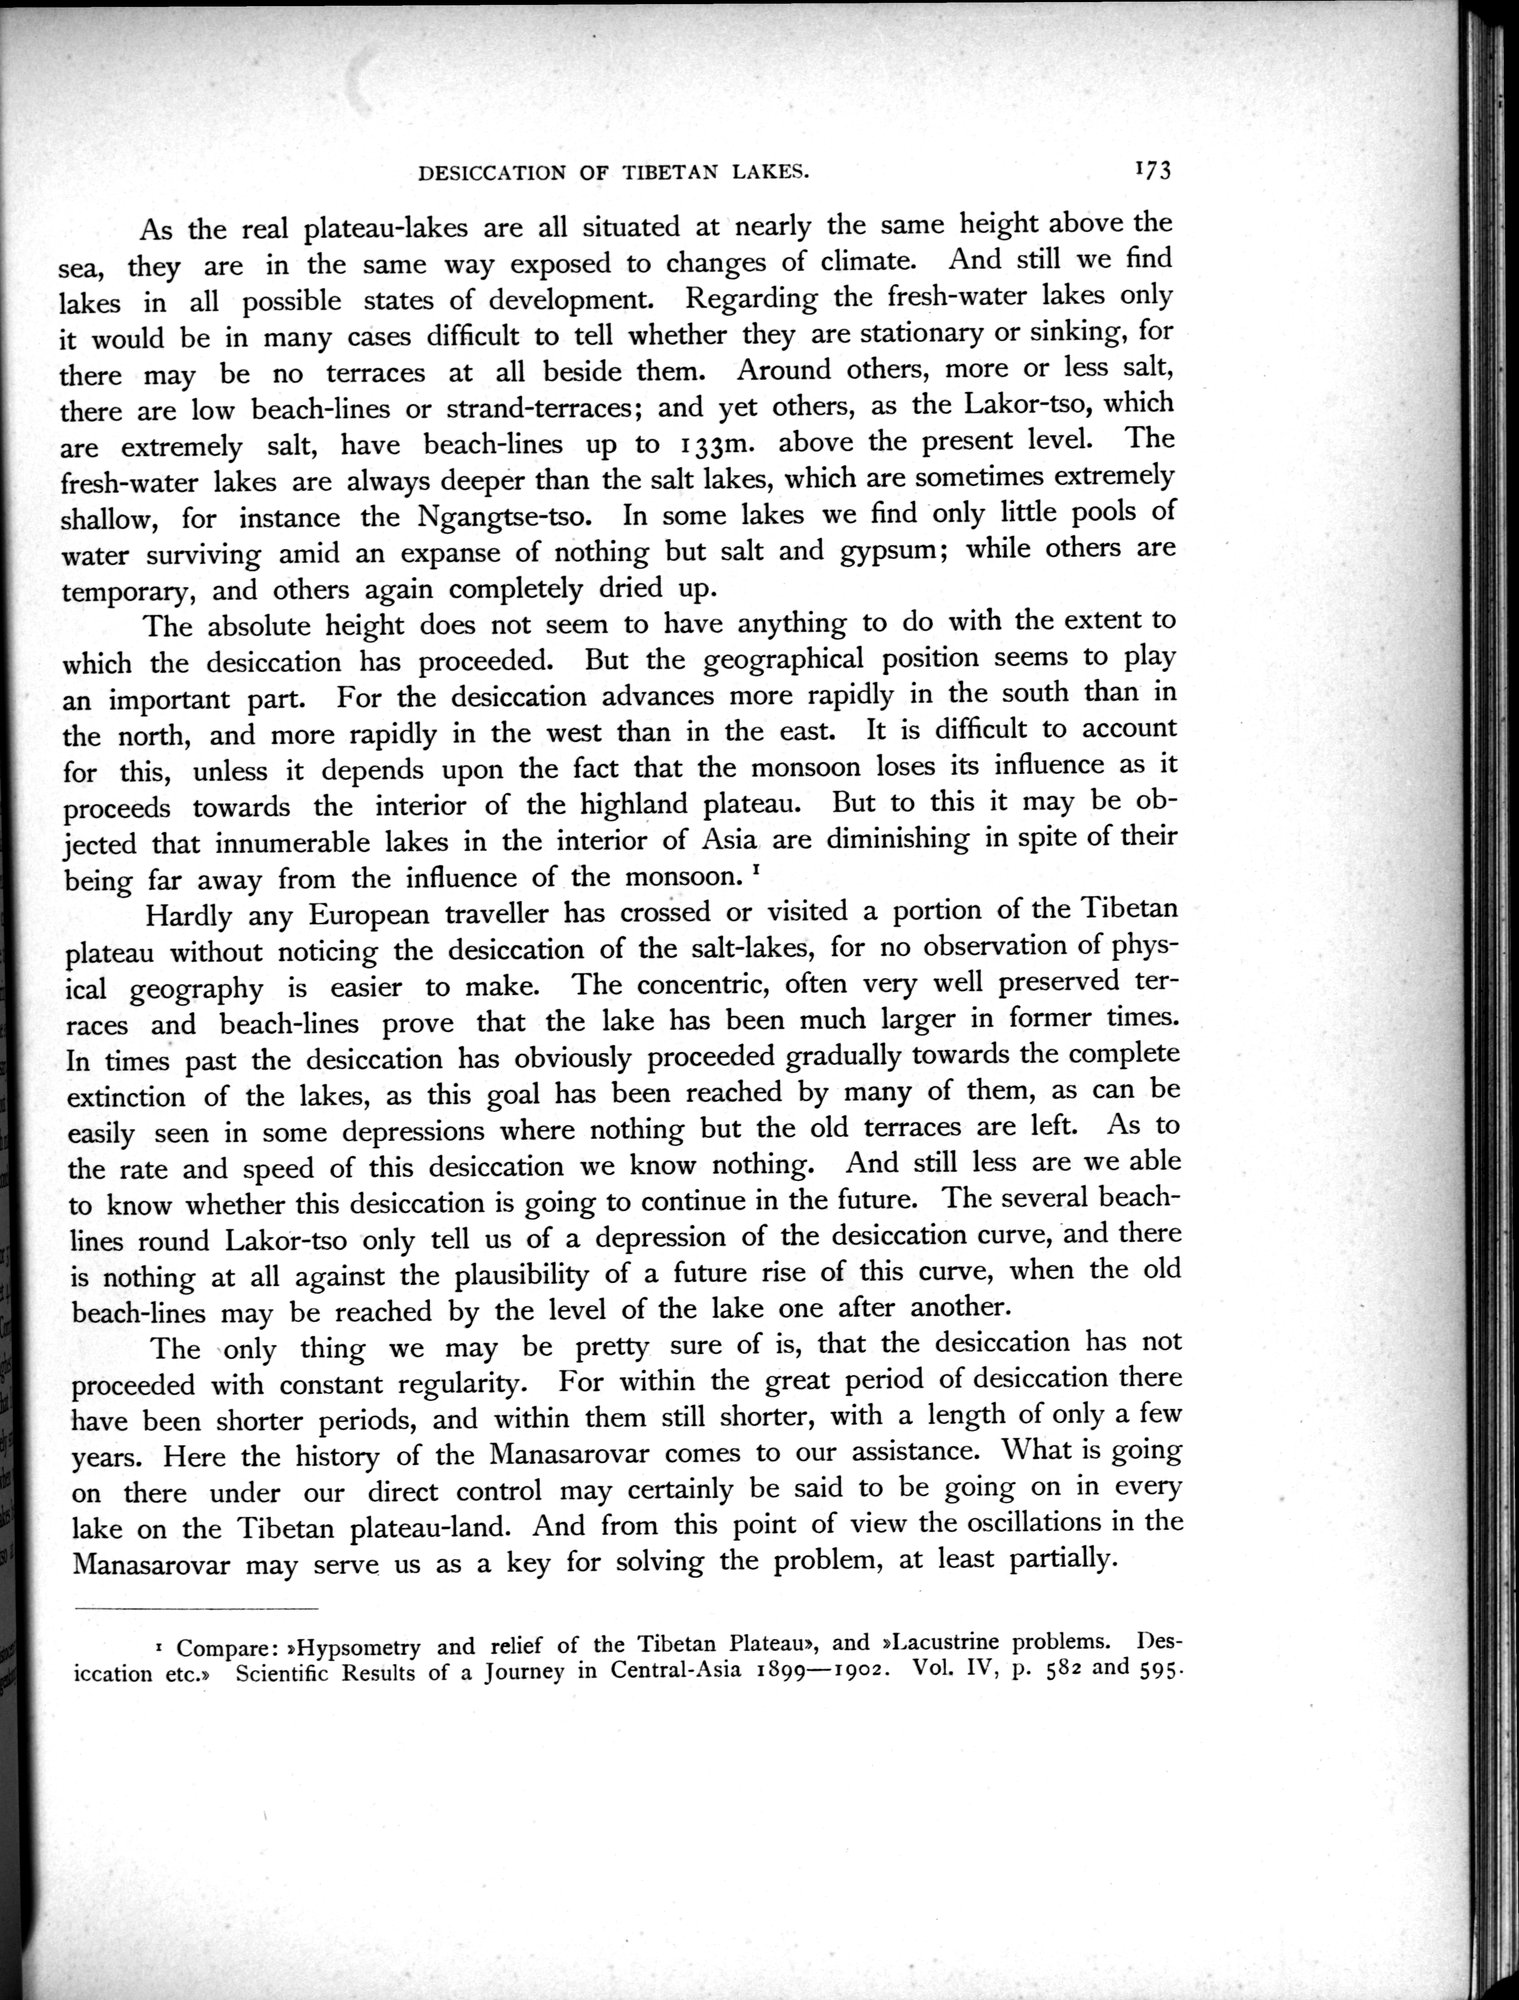 DESICCATION OF TIBETAN LAKES. 173
As the real plateau-lakes are all situated at nearly the same height above the
sea, they are in the same way exposed to changes of climate. And still we find
lakes in all possible states of development. Regarding the fresh-water lakes only
it would be in many cases difficult to tell whether they are stationary or sinking, for
there may be no terraces at all beside them. Around others, more or less salt,
there are low beach-lines or strand-terraces; and yet others, as the Lakor-tso, which
are extremely salt, have beach-lines up to 133m. above the present level. The
fresh-water lakes are always deeper than the salt lakes, which are sometimes extremely
shallow, for instance the Ngangtse-tso. In some lakes we find only little pools of
water surviving amid an expanse of nothing but salt and gypsum; while others are
temporary, and others again completely dried up.
The absolute height does not seem to have anything to do with the extent to
which the desiccation has proceeded. But the geographical position seems to play
an important part. For the desiccation advances more rapidly in the south than in
the north, and more rapidly in the west than in the east. It is difficult to account
for this, unless it depends upon the fact that the monsoon loses its influence as it
proceeds towards the interior of the highland plateau. But to this it may be ob-
jected that innumerable lakes in the interior of Asia are diminishing in spite of their
being far away from the influence of the monsoon. ¹
Hardly any European traveller has crossed or visited a portion of the Tibetan
plateau without noticing the desiccation of the salt-lakes, for no observation of phys-
ical geography is easier to make. The concentric, often very well preserved ter-
races and beach-lines prove that the lake has been much larger in former times.
In times past the desiccation has obviously proceeded gradually towards the complete
extinction of the lakes, as this goal has been reached by many of them, as can be
easily seen in some depressions where nothing but the old terraces are left. As to
the rate and speed of this desiccation we know nothing. And still less are we able
to know whether this desiccation is going to continue in the future. The several beach-
lines round Lakor-tso only tell us of a depression of the desiccation curve, and there
is nothing at all against the plausibility of a future rise of this curve, when the old
beach-lines may be reached by the level of the lake one after another.
The only thing we may be pretty sure of is, that the desiccation has not
proceeded with constant regularity. For within the great period of desiccation there
have been shorter periods, and within them still shorter, with a length of only a few
years. Here the history of the Manasarovar comes to our assistance. What is going
on there under our direct control may certainly be said to be going on in every
lake on the Tibetan plateau-land. And from this point of view the oscillations in the
Manasarovar may serve us as a key for solving the problem, at least partially.
¹ Compare: »Hypsometry and relief of the Tibetan Plateau», and »Lacustrine problems. Des-
iccation etc.» Scientific Results of a Journey in Central-Asia 1899—1902. Vol. IV, p. 582 and 595.